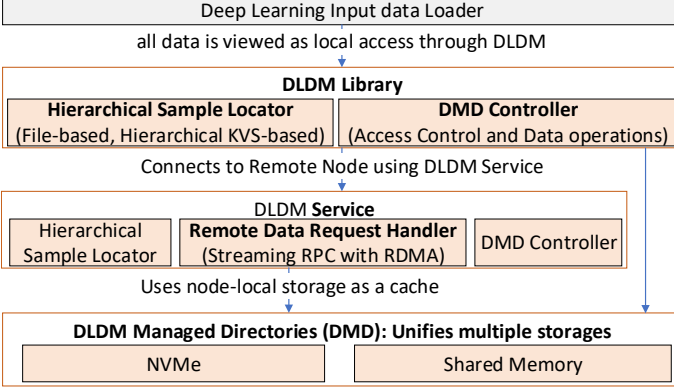 Deep Learning Input data Loader
all data is viewed as local access through DLDM
DLDM Library
Hierarchical Sample Locator
(File-based, Hierarchical KVS-based)
DMD Controller
(Access Control and Data operations)
Connects to Remote Node using DLDM Service
DLDM Service
Hierarchical
Sample Locator
Remote Data Request Handler
(Streaming RPC with RDMA)
DMD Controller
Uses node-local storage as a cache
DLDM Managed Directories (DMD): Unifies multiple storages
NVMe
Shared Memory